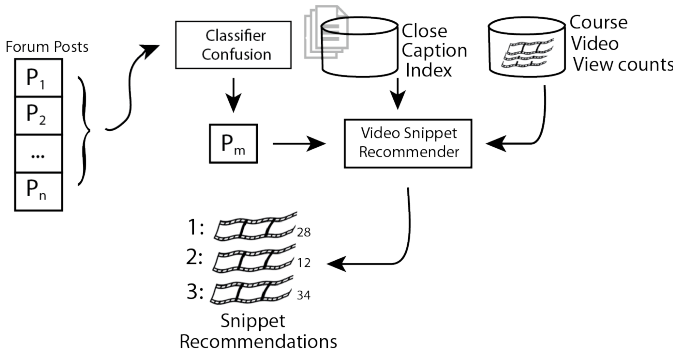 Forum Posts
P1
P2
...
Pn
Classifier
Confusion
Pm
Close
Caption
Index
Course
Video
View counts
Video Snippet
Recommender
1: 28
2: 12
3: 34
Snippet
Recommendations